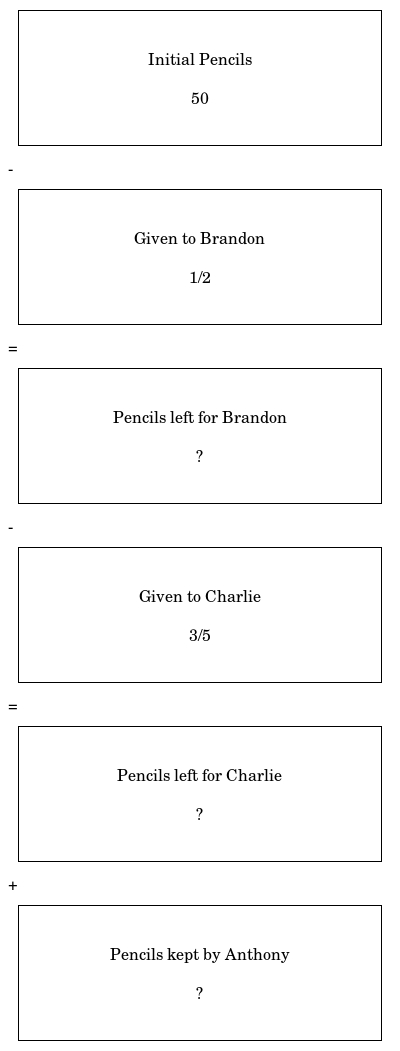 Initial Pencils
50
-
Given to Brandon
1/2
=
Pencils left for Brandon
?
-
Given to Charlie
3/5
=
Pencils left for Charlie
?
+
Pencils kept by Anthony
?